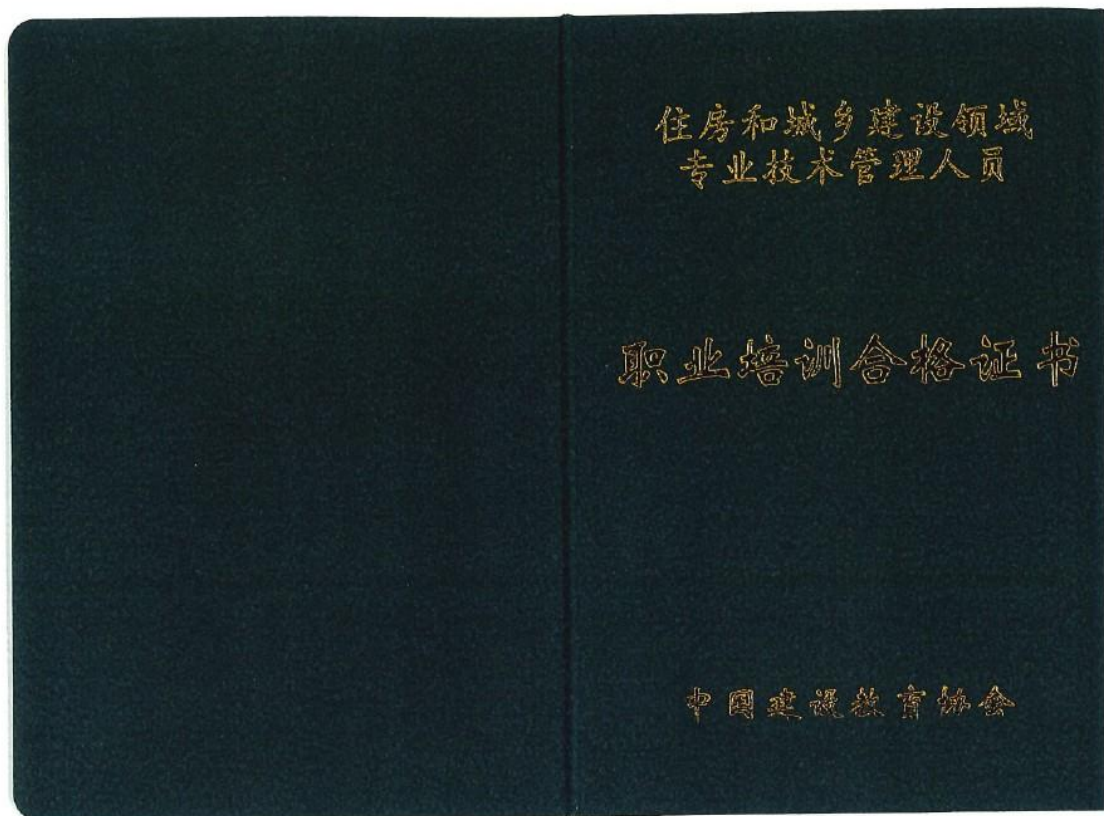 住房和城乡建设领域
专业技术管理人员
职业培训合格证书
中国建设教育协会